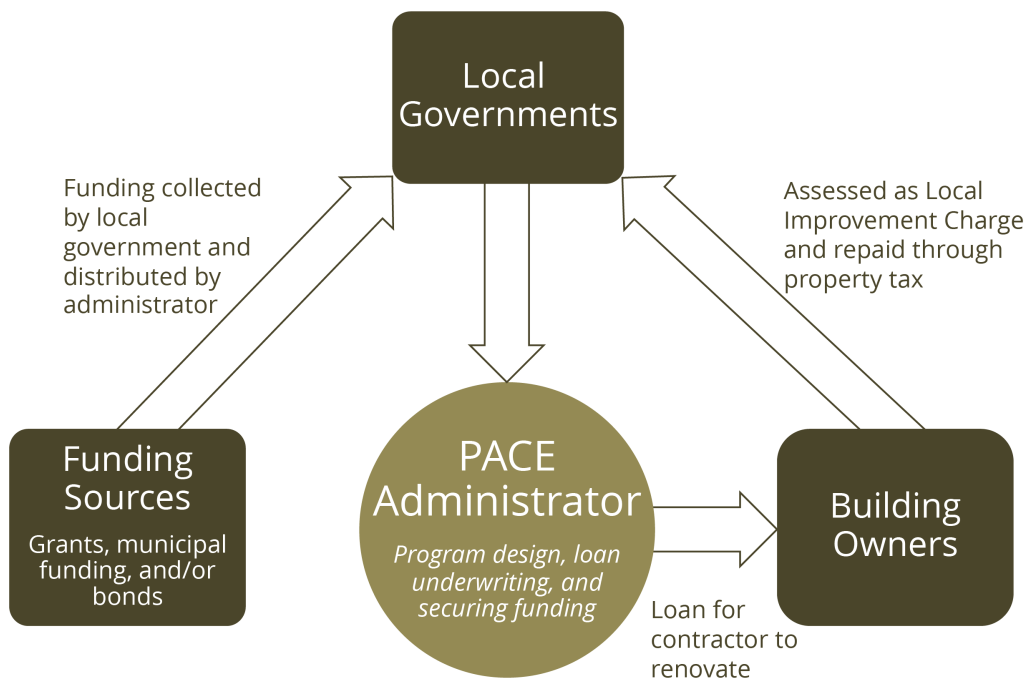 Local
Governments
Funding collected
by local
government and
distributed by
administrator
Assessed as Local
Improvement Charge
and repaid through
property tax
Funding
Sources
Grants, municipal
funding, and/or
bonds
PACE
Administrator
Program design, loan
underwriting, and
securing funding
Building
Owners
Loan for
contractor to
renovate